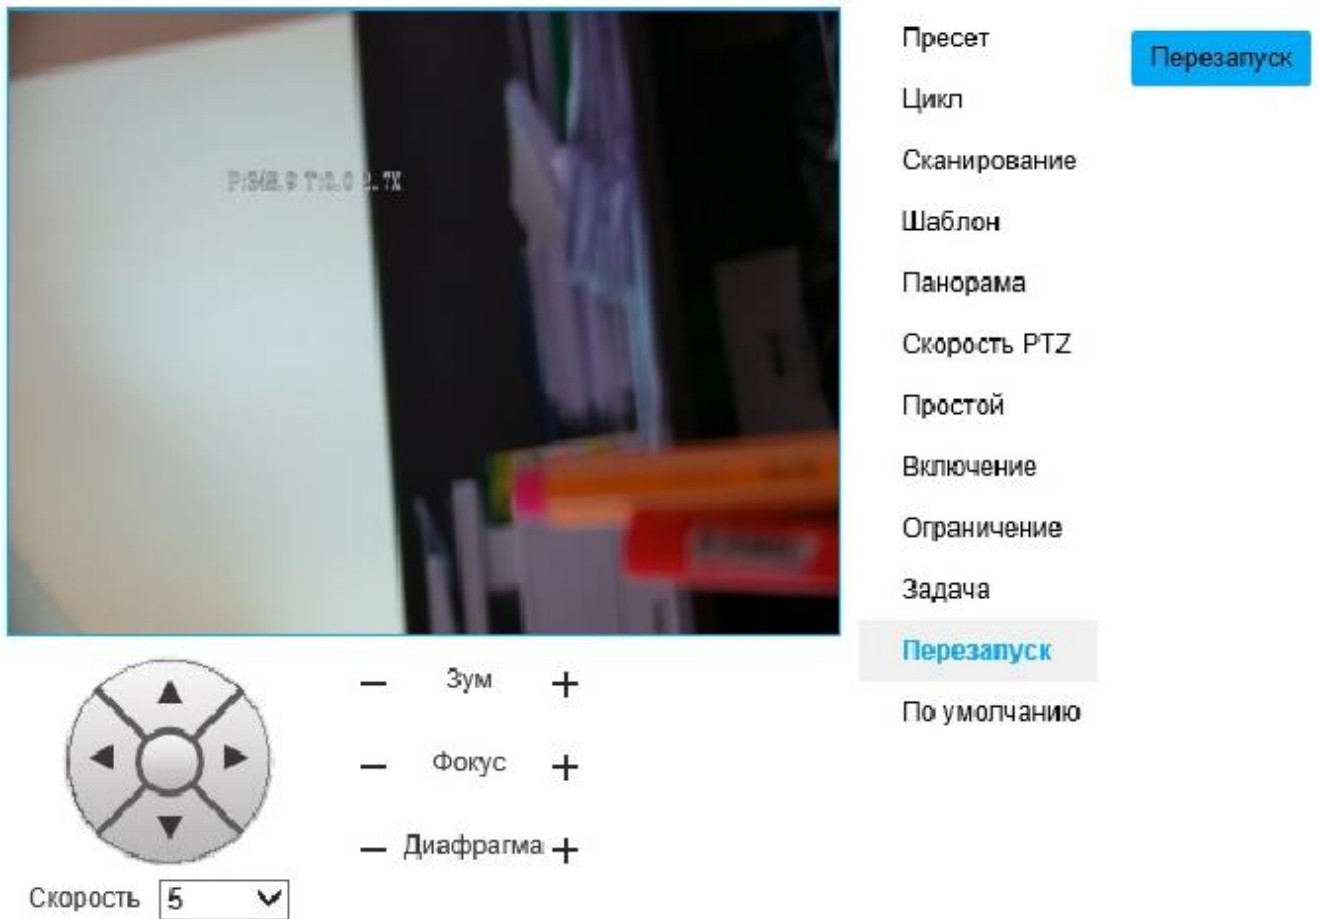 Пресет
Перезапуск
Цикл
Сканирование
Шаблон
Панорама
Скорость PTZ
Простой
Включение
Ограничение
Задача
Перезапуск
По умолчанию
Зум
Фокус
Диафрагма
Скорость 5